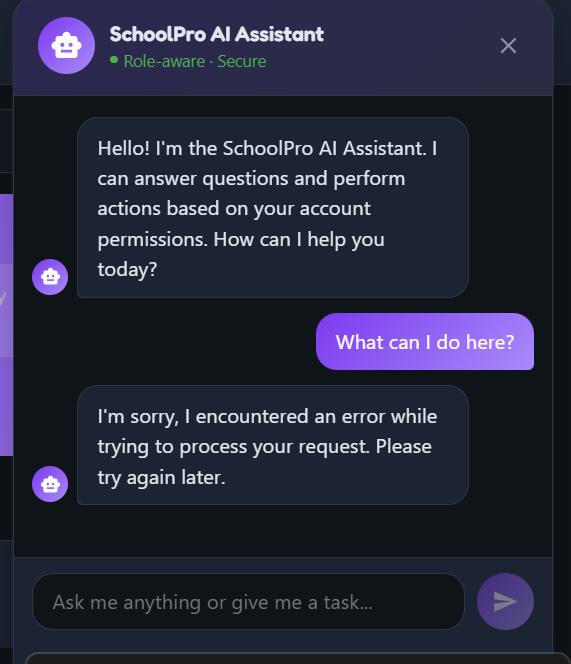 SchoolPro AI Assistant
Role-aware · Secure
Hello! I'm the SchoolPro AI Assistant. I
can answer questions and perform
actions based on your account
permissions. How can I help you
today?
What can I do here?
I'm sorry, I encountered an error while
trying to process your request. Please
try again later.
Ask me anything or give me a task...